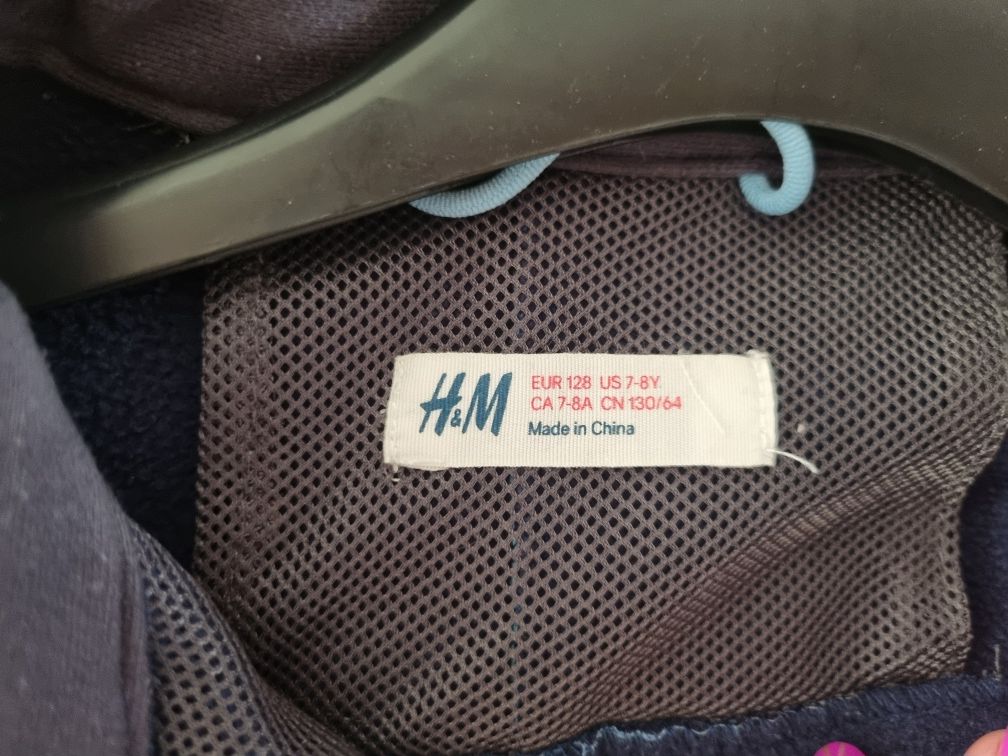 H&M
EUR 128 US 7-8Y.
CA 7-8A CN 130/64
Made in China